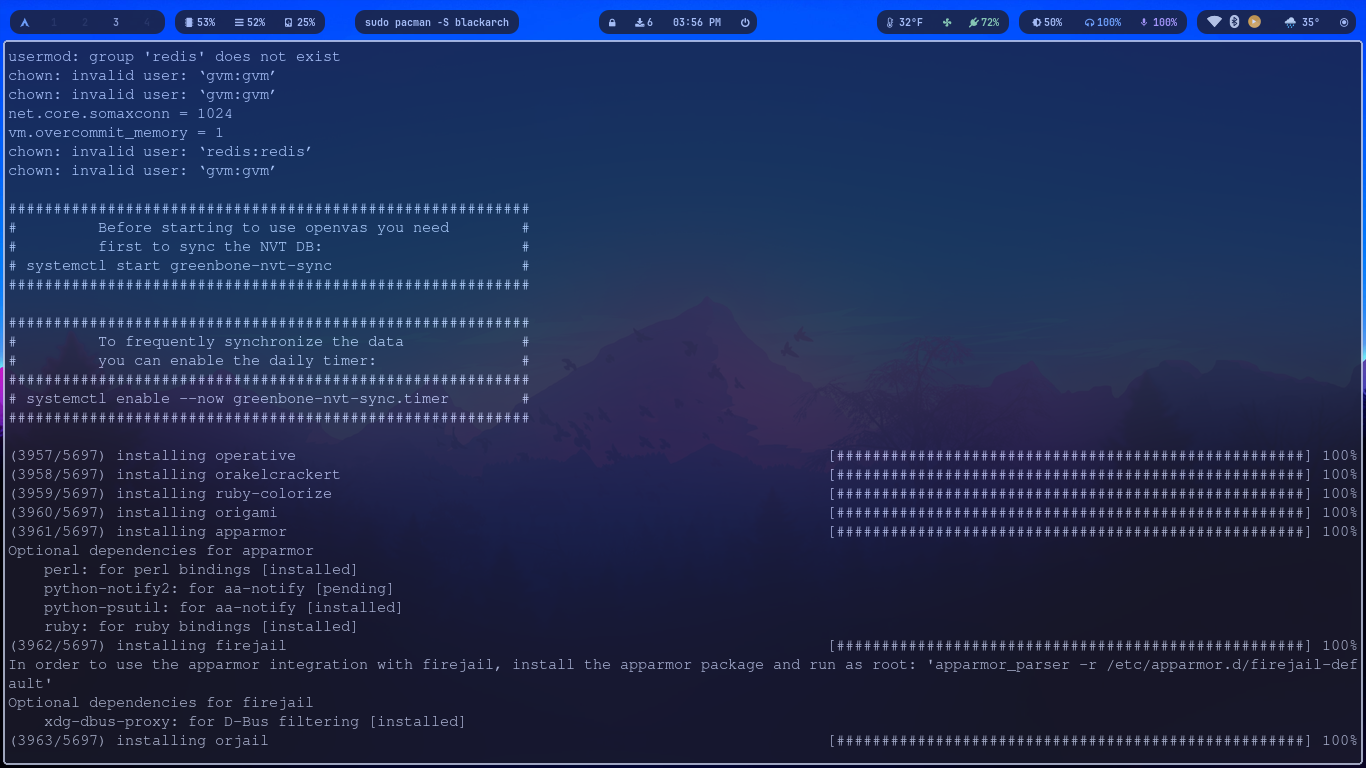 1 2 3 4 53% 52% 25% sudo pacman -S blackarch 6 03:56 PM 32°F 72% 50% 100% 100% 35°
usermod: group 'redis' does not exist
chown: invalid user: ‘gvm:gvm’
chown: invalid user: ‘gvm:gvm’
net.core.somaxconn = 1024
vm.overcommit_memory = 1
chown: invalid user: ‘redis:redis’
chown: invalid user: ‘gvm:gvm’
##########################################################
# Before starting to use openvas you need #
# first to sync the NVT DB: #
# systemctl start greenbone-nvt-sync #
##########################################################
##########################################################
# To frequently synchronize the data #
# you can enable the daily timer: #
##########################################################
# systemctl enable --now greenbone-nvt-sync.timer #
##########################################################
(3957/5697) installing operative [####################################################] 100%
(3958/5697) installing orakelcrackert [####################################################] 100%
(3959/5697) installing ruby-colorize [####################################################] 100%
(3960/5697) installing origami [####################################################] 100%
(3961/5697) installing apparmor [####################################################] 100%
Optional dependencies for apparmor
perl: for perl bindings [installed]
python-notify2: for aa-notify [pending]
python-psutil: for aa-notify [installed]
ruby: for ruby bindings [installed]
(3962/5697) installing firejail [####################################################] 100%
In order to use the apparmor integration with firejail, install the apparmor package and run as root: 'apparmor_parser -r /etc/apparmor.d/firejail-def
ault'
Optional dependencies for firejail
xdg-dbus-proxy: for D-Bus filtering [installed]
(3963/5697) installing orjail [####################################################] 100%